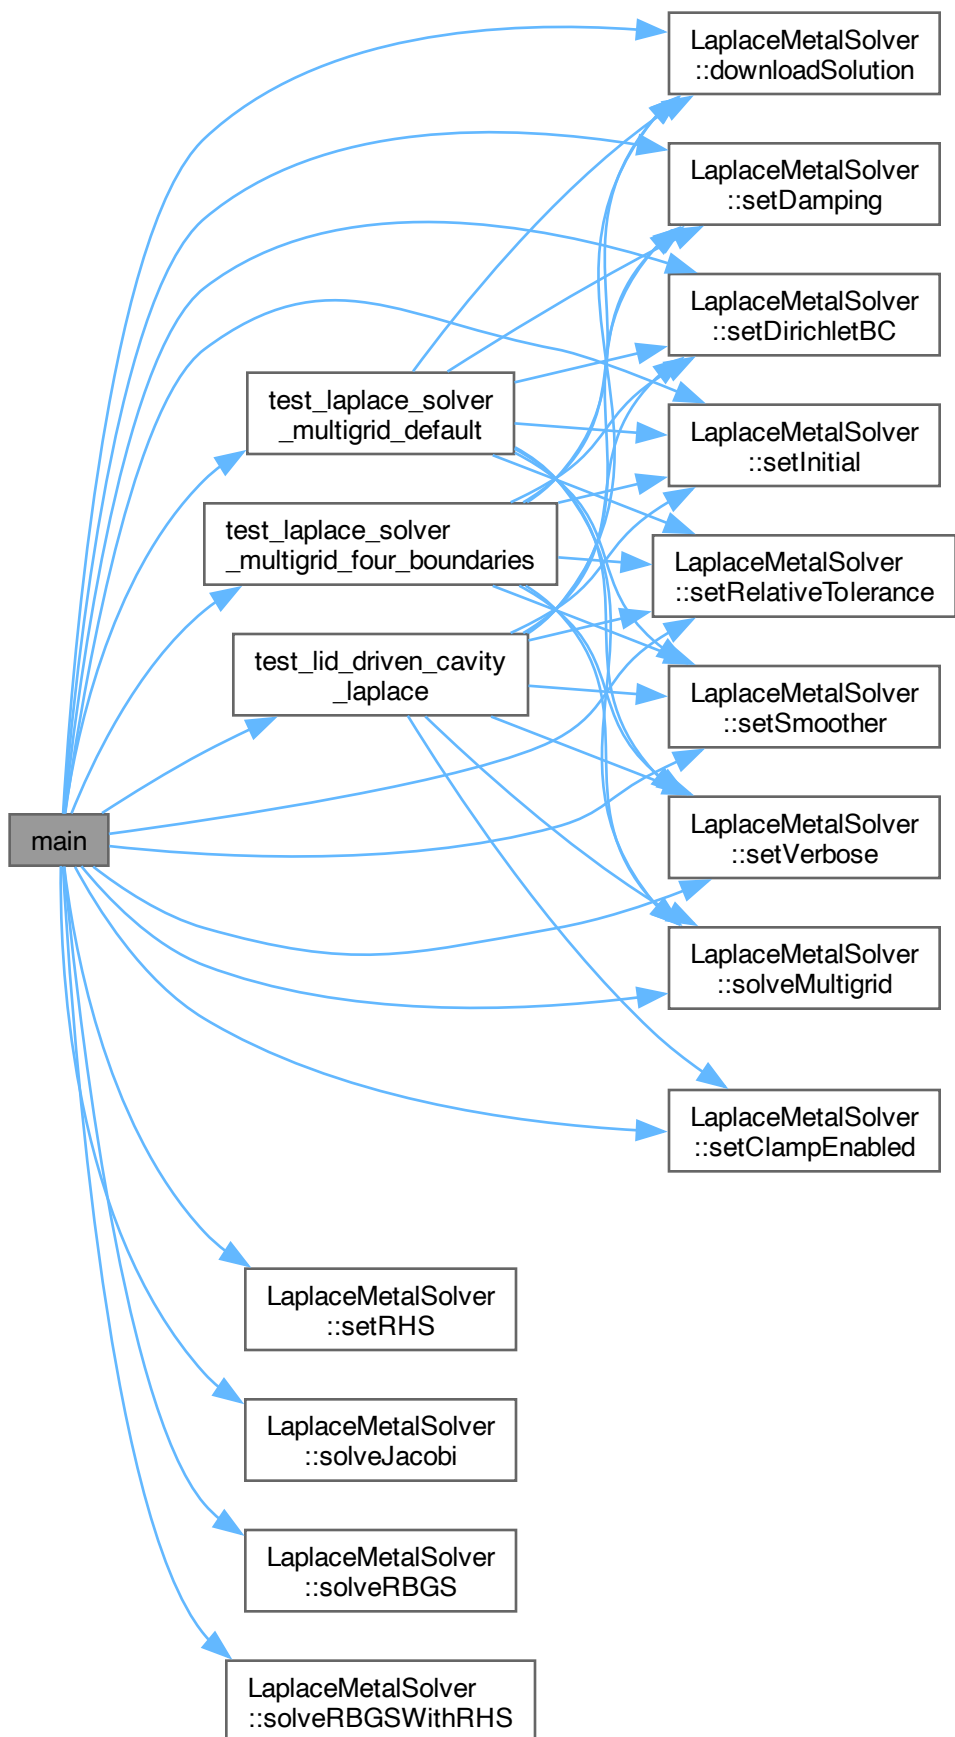 LaplaceMetalSolver
::downloadSolution
LaplaceMetalSolver
::setDamping
LaplaceMetalSolver
::setDirichletBC
test_laplace_solver
_multigrid_default
LaplaceMetalSolver
::setInitial
test_laplace_solver
_multigrid_four_boundaries
LaplaceMetalSolver
::setRelativeTolerance
test_lid_driven_cavity
_laplace
LaplaceMetalSolver
::setSmoother
main
LaplaceMetalSolver
::setVerbose
LaplaceMetalSolver
::solveMultigrid
LaplaceMetalSolver
::setClampEnabled
LaplaceMetalSolver
::setRHS
LaplaceMetalSolver
::solveJacobi
LaplaceMetalSolver
::solveRBGS
LaplaceMetalSolver
::solveRBGSWithRHS